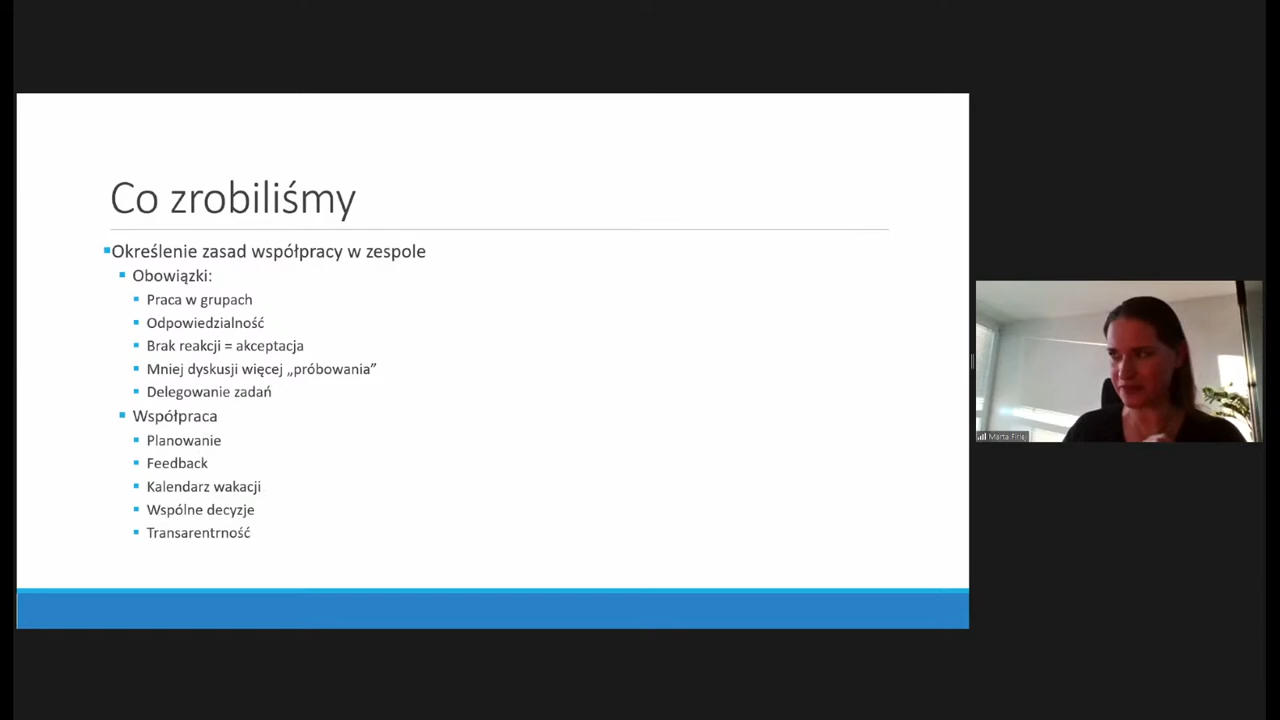 Co zrobiliśmy
Określenie zasad współpracy w zespole
Obowiązki:
Praca w grupach
Odpowiedzialność
Brak reakcji = akceptacja
Mniej dyskusji więcej „próbowania”
Delegowanie zadań
Współpraca
Planowanie
Feedback
Kalendarz wakacji
Wspólne decyzje
Transarentrność
Marta Firlej